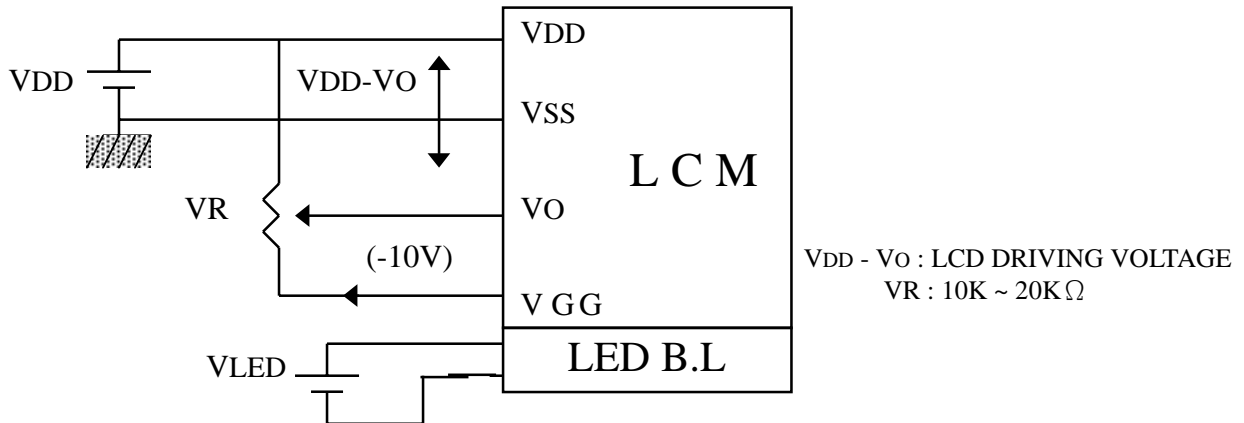 VDD
VDD
VDD-VO
VSS
L C M
VR
VO
(-10V)
VDD - VO : LCD DRIVING VOLTAGE
VR : 10K ~ 20KΩ
V GG
VLED
LED B.L